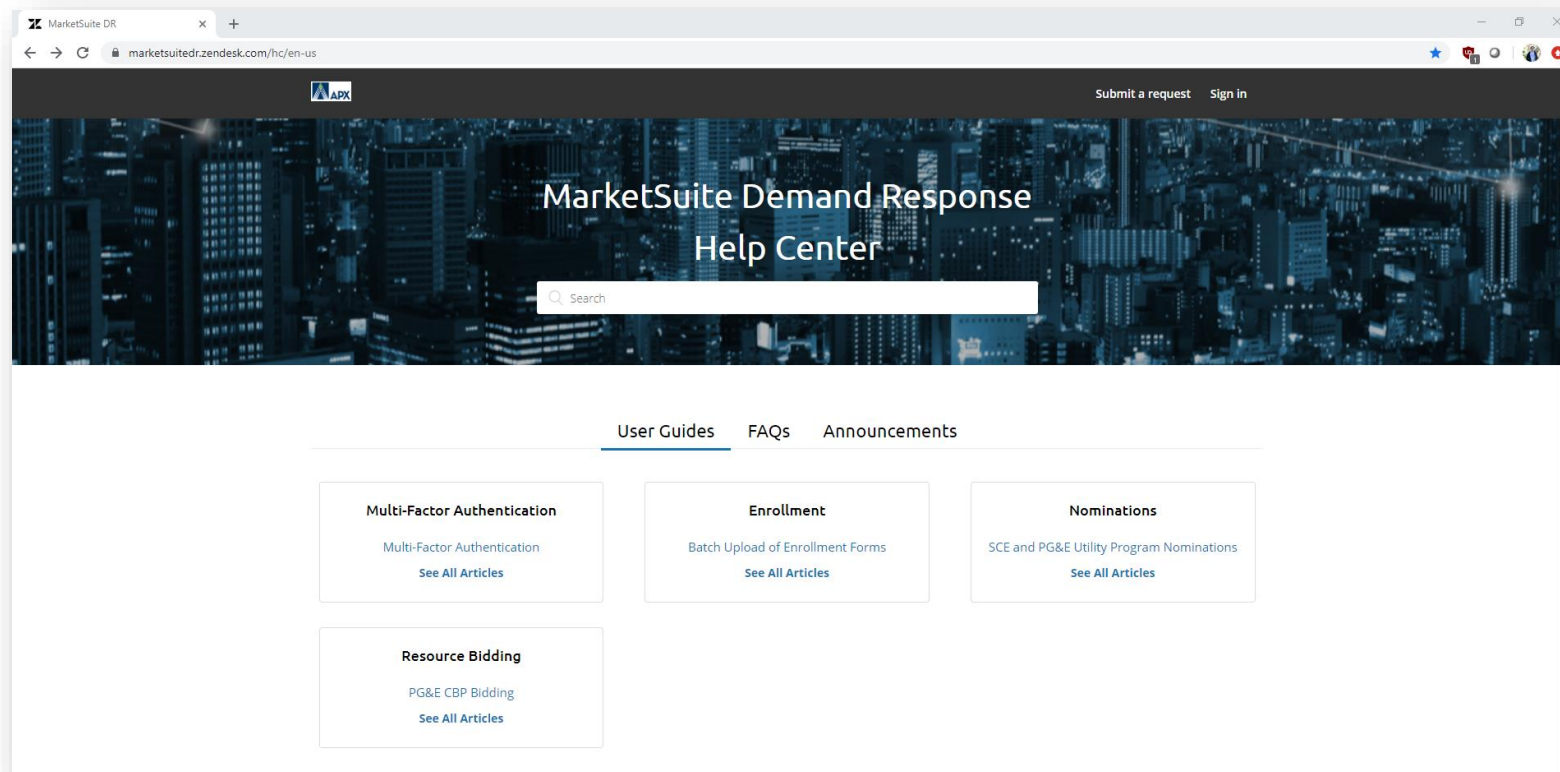 MarketSuite DR
marketsuitedr.zendesk.com/hc/en-us
1
APX
Submit a request Sign in
MarketSuite Demand Response
Help Center
Search
User Guides FAQs Announcements
Multi-Factor Authentication
Multi-Factor Authentication
See All Articles
Enrollment
Batch Upload of Enrollment Forms
See All Articles
Nominations
SCE and PG&E Utility Program Nominations
See All Articles
Resource Bidding
PG&E CBP Bidding
See All Articles